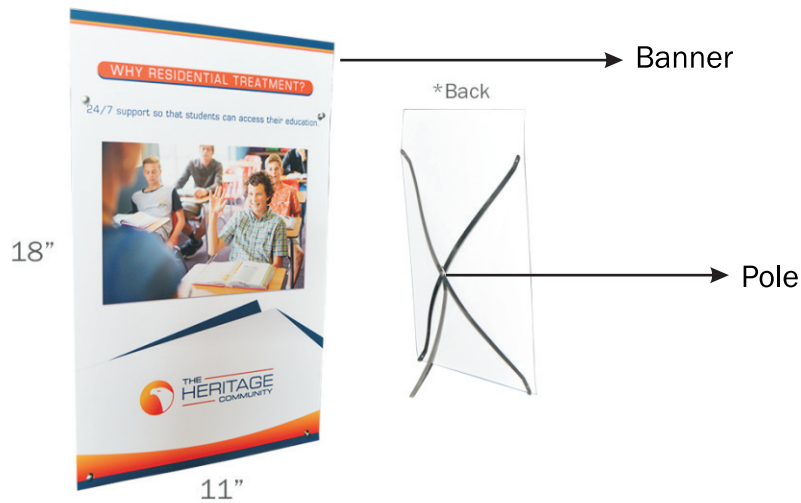 WHY RESIDENTIAL TREATMENT?
24/7 support so that students can access their education.
THE
HERITAGE
COMMUNITY
18”
11”
*Back
Banner
Pole